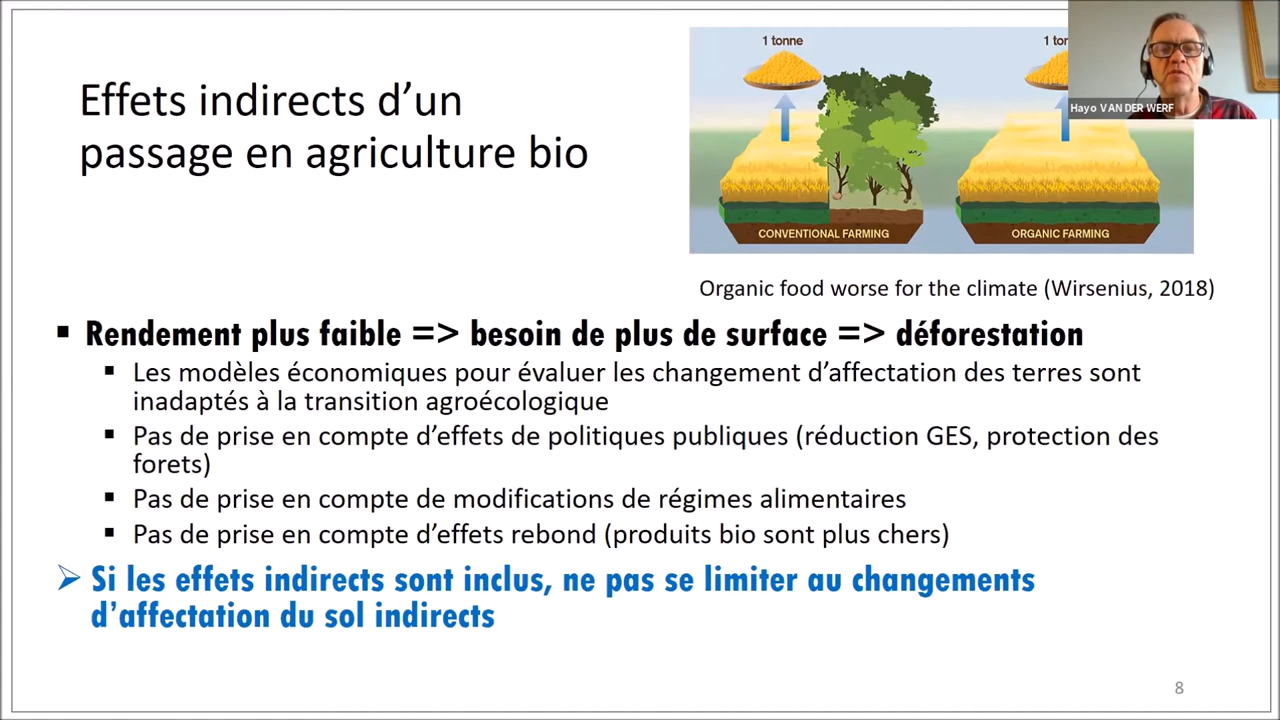 Effets indirects d’un
passage en agriculture bio
1 tonne
CONVENTIONAL FARMING
ORGANIC FARMING
Hayo VAN DER WERF
Organic food worse for the climate (Wirsenius, 2018)
Rendement plus faible => besoin de plus de surface => déforestation
Les modèles économiques pour évaluer les changement d’affectation des terres sont
inadaptés à la transition agroécologique
Pas de prise en compte d’effets de politiques publiques (réduction GES, protection des
forets)
Pas de prise en compte de modifications de régimes alimentaires
Pas de prise en compte d’effets rebond (produits bio sont plus chers)
Si les effets indirects sont inclus, ne pas se limiter au changements
d’affectation du sol indirects
8